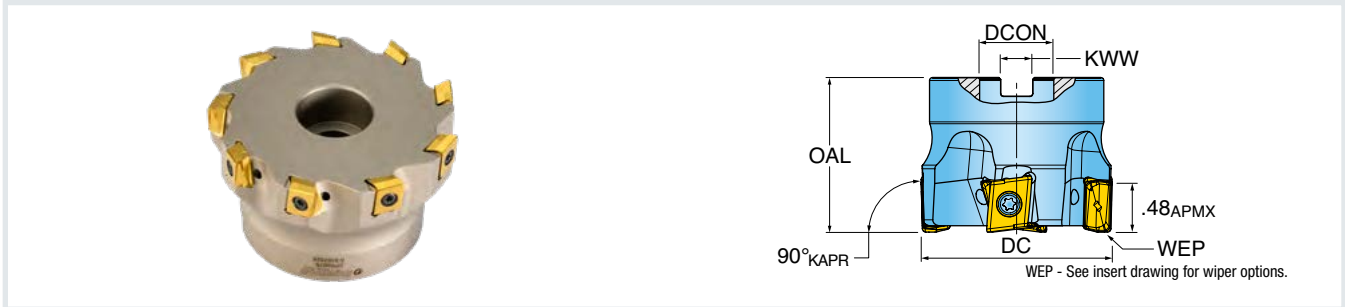 DCON
KWW
OAL
.48APMX
90°KAPR
DC
WEP
WEP - See insert drawing for wiper options.